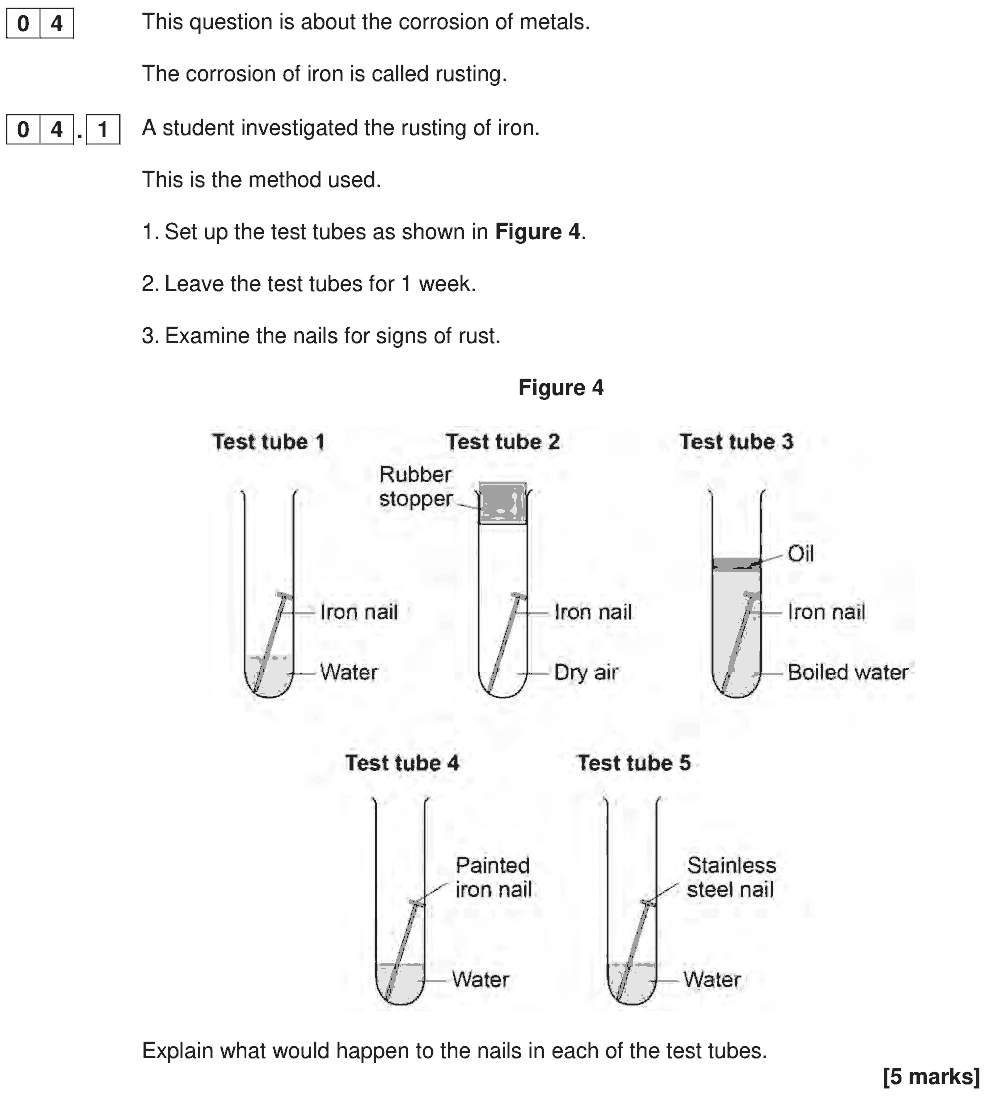 0 4 This question is about the corrosion of metals.
The corrosion of iron is called rusting.
0 4 . 1 A student investigated the rusting of iron.
This is the method used.
1. Set up the test tubes as shown in Figure 4.
2. Leave the test tubes for 1 week.
3. Examine the nails for signs of rust.
Figure 4
Test tube 1 Test tube 2 Test tube 3
Rubber
stopper
Oil
Iron nail Iron nail Iron nail
Water Dry air Boiled water
Test tube 4 Test tube 5
Painted
iron nail
Stainless
steel nail
Water Water
Explain what would happen to the nails in each of the test tubes.
[5 marks]